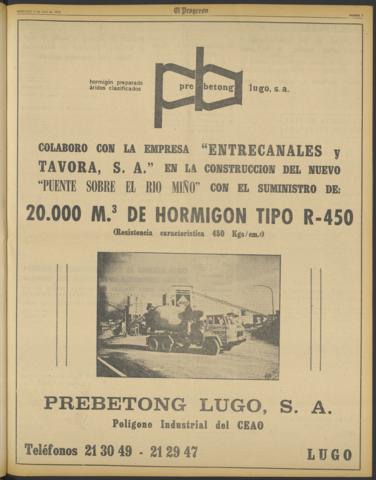 El Progreso
hormigón preparado
áridos clasificados
prebetong lugo, s.a.
COLABORO CON LA EMPRESA "ENTRECANALES y
TAVORA, S. A." EN LA CONSTRUCCION DEL NUEVO
"PUENTE SOBRE EL RIO MIÑO" CON EL SUMINISTRO DE:
20.000 M.³ DE HORMIGON TIPO R-450
(Resistencia característica 450 Kgs/cm.²)
PREBETONG LUGO, S. A.
Polígono Industrial del CEAO
Teléfonos 21 30 49 - 21 29 47 LUGO